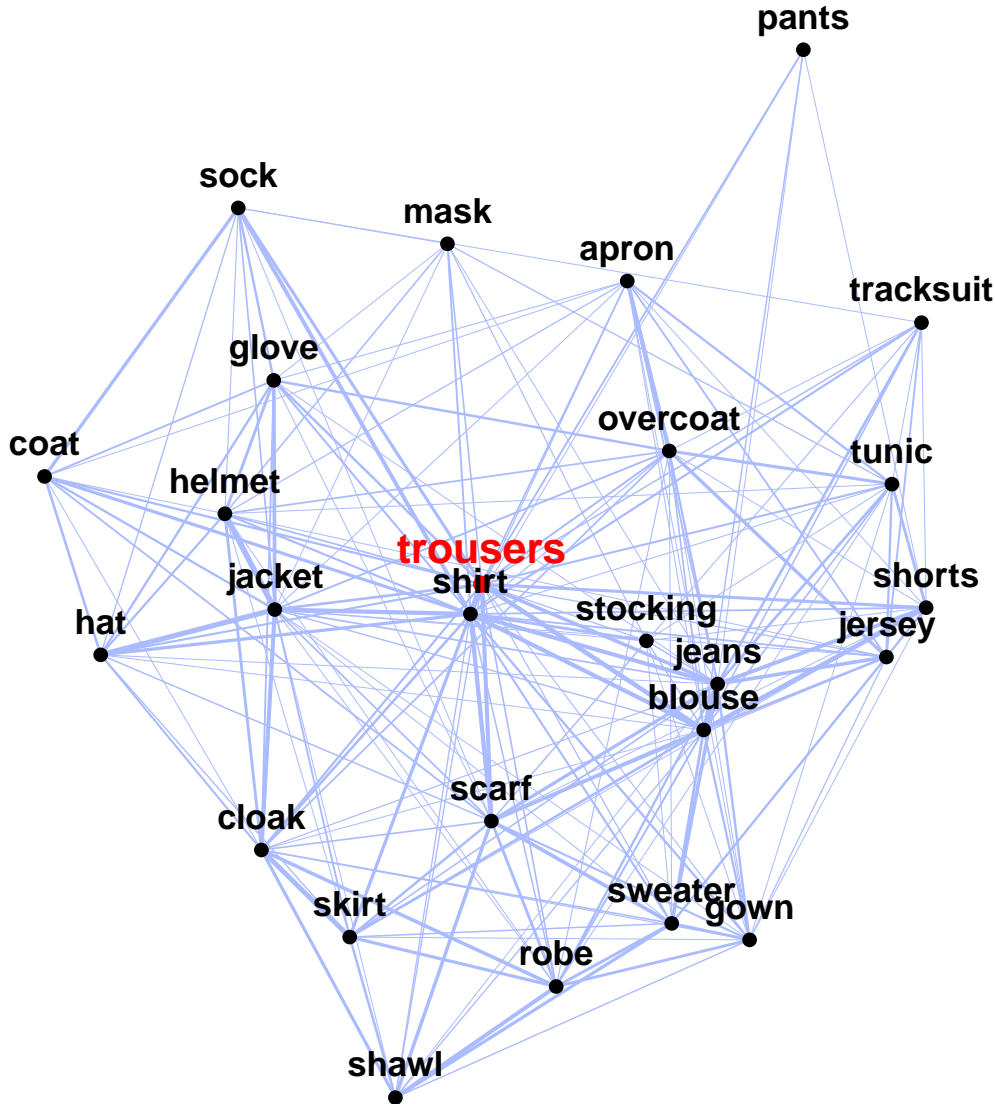 pants
sock
mask
apron
tracksuit
glove
overcoat
coat
tunic
helmet
trousers
jacket
shirt
shorts
stocking
hat
jersey
jeans
blouse
scarf
cloak
sweater
skirt
gown
robe
shawl